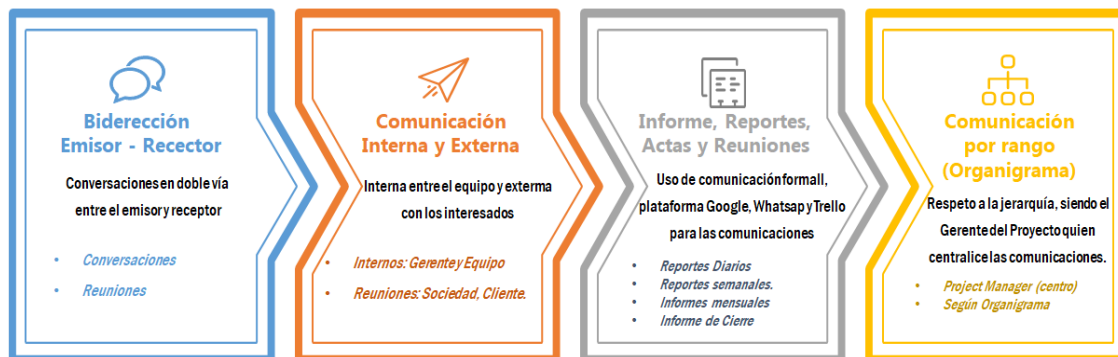 Biderección
Emisor - Recector
Conversaciones en doble vía
entre el emisor y receptor
• Conversaciones
• Reuniones
Comunicación
Interna y Externa
Interna entre el equipo y exterma
con los interesados
• Internos: Gerente y Equipo
• Reuniones: Sociedad, Cliente.
Informe, Reportes,
Actas y Reuniones
Uso de comunicación formall,
plataforma Google, Whatsap y Trello
para las comunicaciones
• Reportes Diarios
• Reportes semanales.
• Informes mensuales
• Informe de Cierre
Comunicación
por rango
(Organigrama)
Respeto a la jerarquía, siendo el
Gerente del Proyecto quien
centralice las comunicaciones.
• Project Manager (centro)
• Según Organigrama